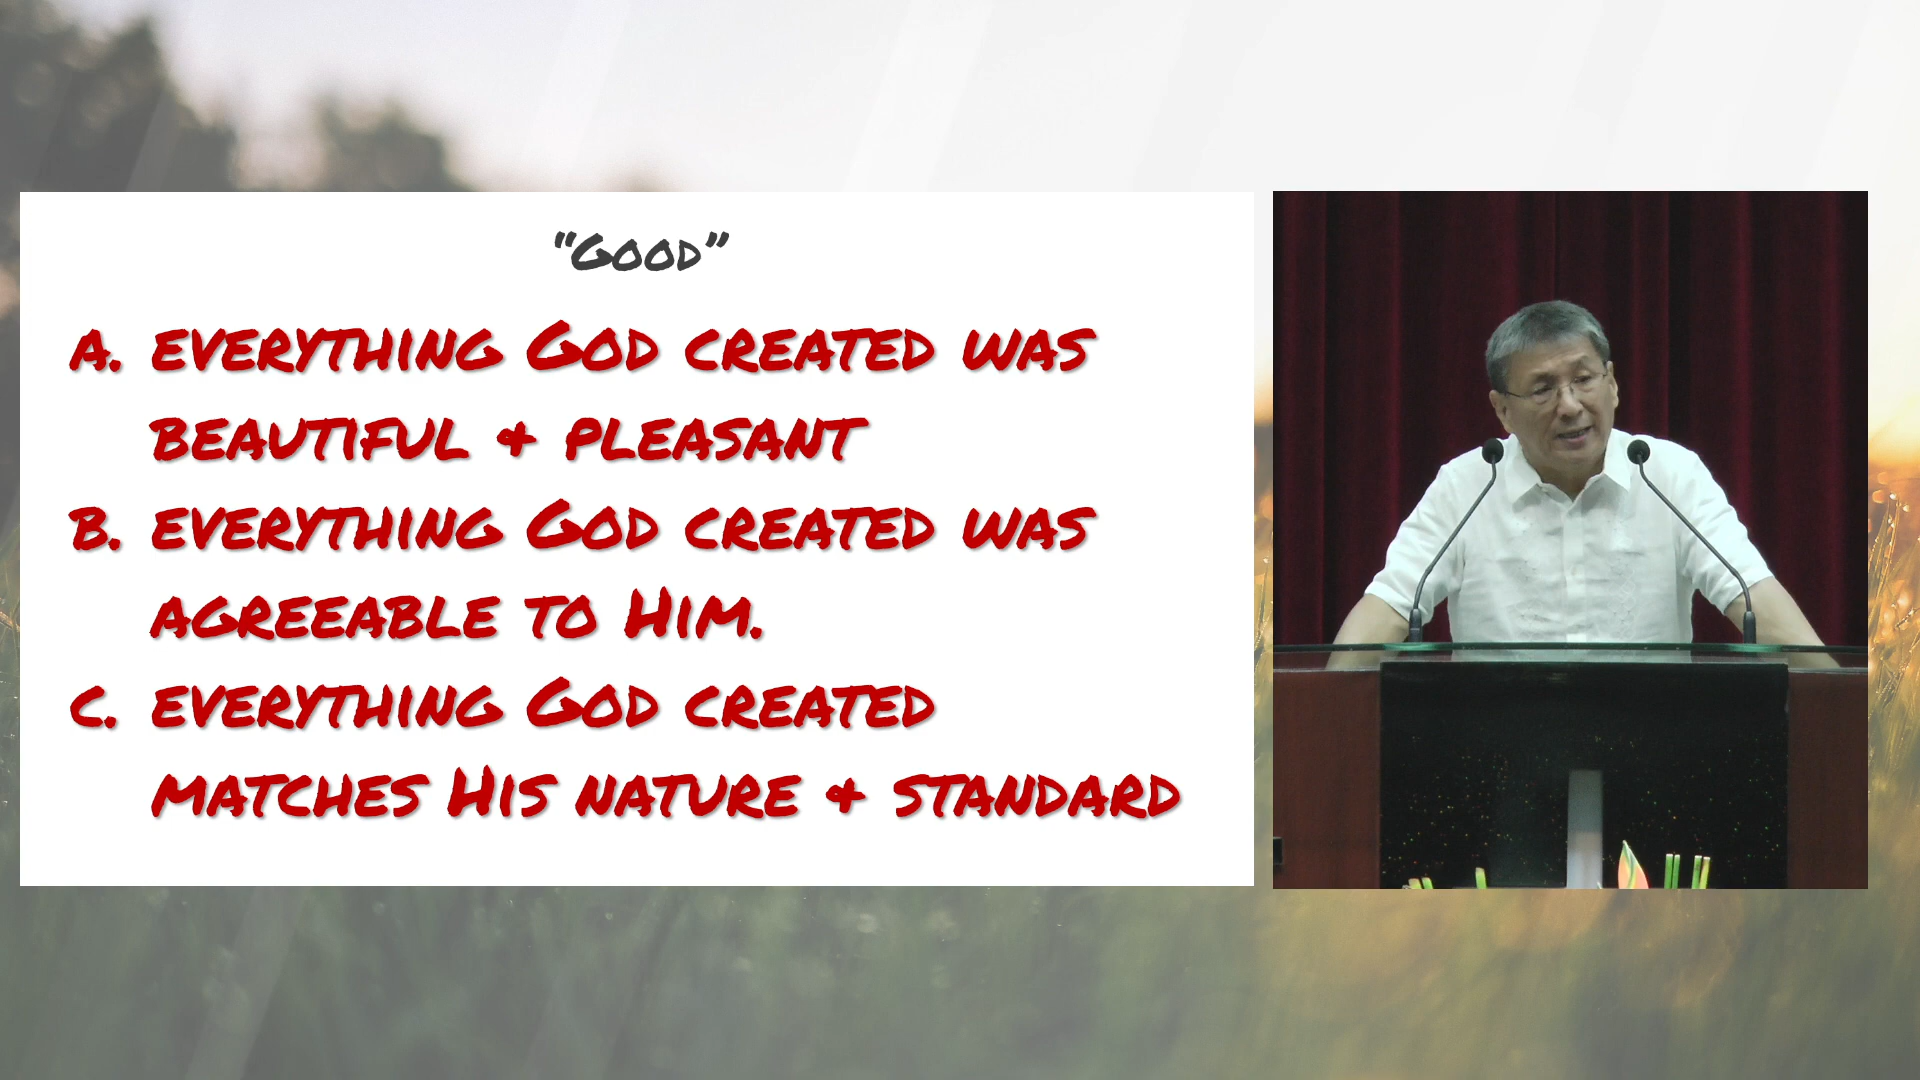 “Good”
A. everything God created was
beautiful & pleasant
B. everything God created was
agreeable to Him.
C. everything God created
matches His nature & standard